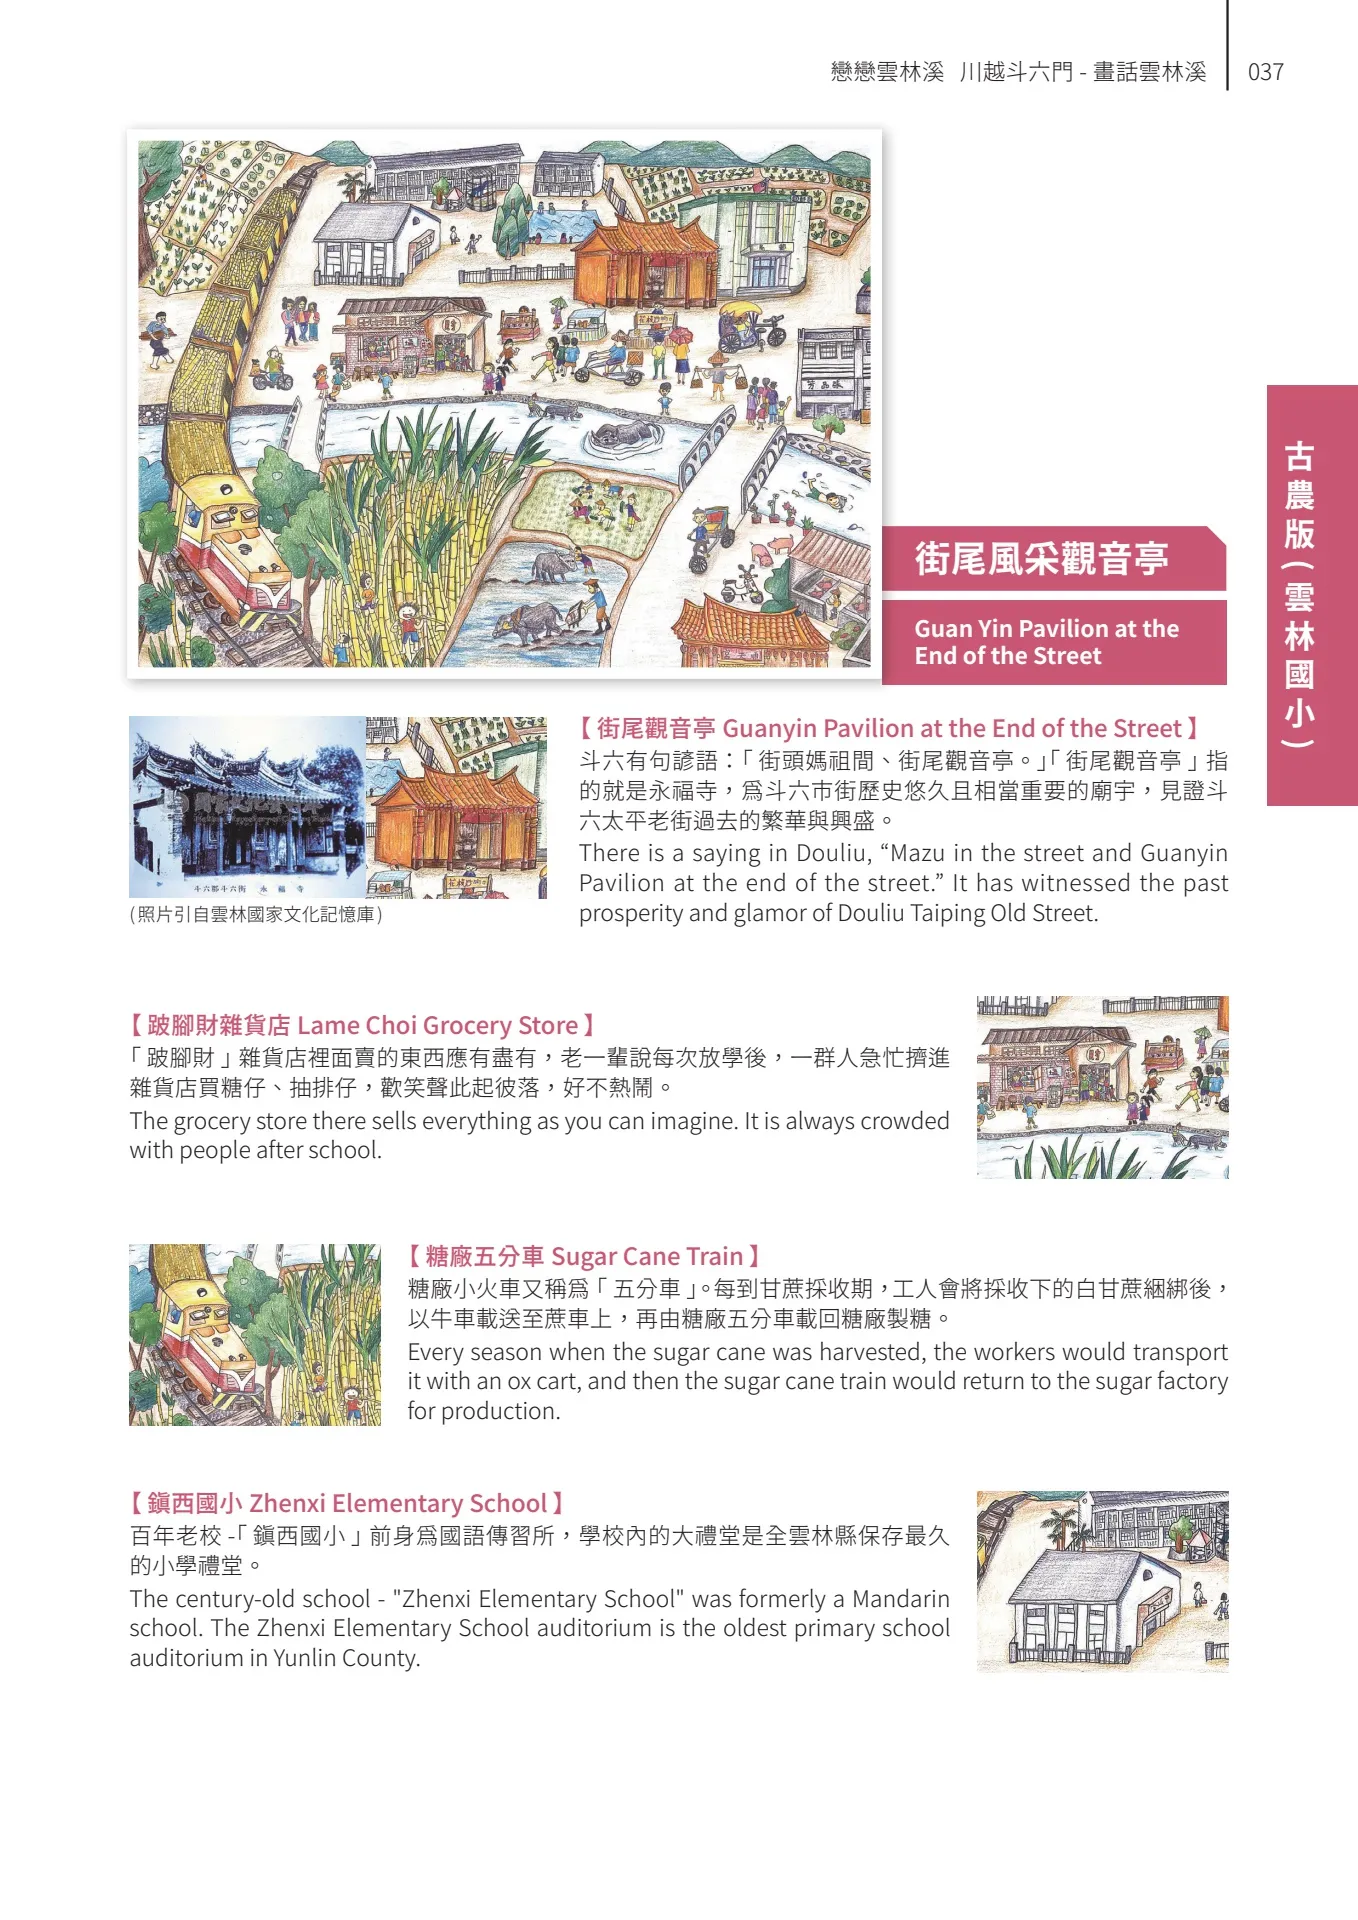 戀戀雲林溪 川越斗六門 - 畫話雲林溪
037
街尾風采觀音亭
Guan Yin Pavilion at the
End of the Street
古農版(雲林國小)
斗六郡斗六街 永福寺
(照片引自雲林國家文化記憶庫)
【街尾觀音亭 Guanyin Pavilion at the End of the Street】
斗六有句諺語:「街頭媽祖間、街尾觀音亭。」「街尾觀音亭」指
的就是永福寺,為斗六市街歷史悠久且相當重要的廟宇,見證斗
六太平老街過去的繁華與興盛。
There is a saying in Douliu, “Mazu in the street and Guanyin
Pavilion at the end of the street.” It has witnessed the past
prosperity and glamor of Douliu Taiping Old Street.
【跛腳財雜貨店 Lame Choi Grocery Store】
「跛腳財」雜貨店裡面賣的東西應有盡有,老一輩說每次放學後,一群人急忙擠進
雜貨店買糖仔、抽排仔,歡笑聲此起彼落,好不熱鬧。
The grocery store there sells everything as you can imagine. It is always crowded
with people after school.
【糖廠五分車 Sugar Cane Train】
糖廠小火車又稱為「五分車」。每到甘蔗採收期,工人會將採收下的白甘蔗綑綁後,
以牛車載送至蔗車上,再由糖廠五分車載回糖廠製糖。
Every season when the sugar cane was harvested, the workers would transport
it with an ox cart, and then the sugar cane train would return to the sugar factory
for production.
【鎮西國小 Zhenxi Elementary School】
百年老校 -「鎮西國小」前身為國語傳習所,學校內的大禮堂是全雲林縣保存最久
的小學禮堂。
The century-old school - "Zhenxi Elementary School" was formerly a Mandarin
school. The Zhenxi Elementary School auditorium is the oldest primary school
auditorium in Yunlin County.